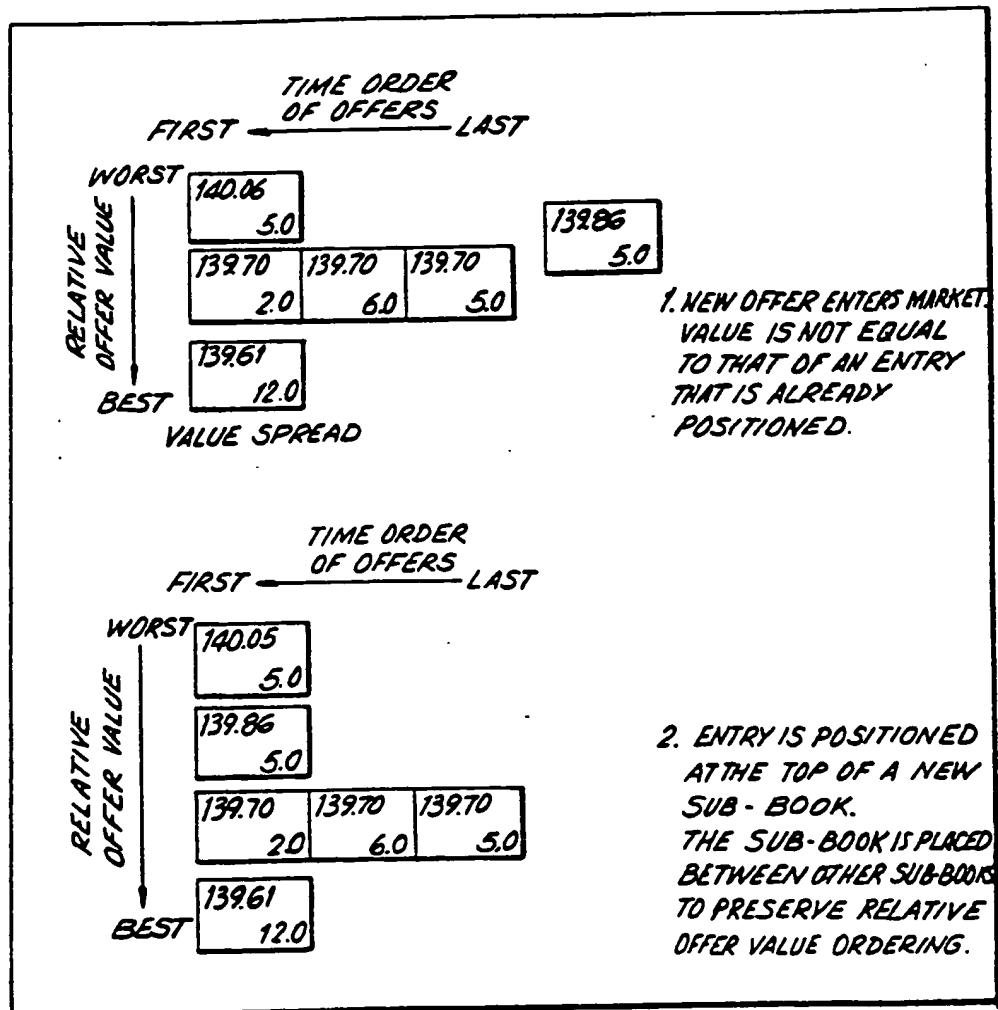 TIME ORDER
OF OFFERS
FIRST LAST
WORST
RELATIVE
OFFER VALUE
BEST
140.06
5.0
139.70 139.70 139.70
2.0 6.0 5.0
139.61
12.0
VALUE SPREAD
139.86
5.0
1. NEW OFFER ENTERS MARKET.
VALUE IS NOT EQUAL
TO THAT OF AN ENTRY
THAT IS ALREADY
POSITIONED.
TIME ORDER
OF OFFERS
FIRST LAST
WORST
RELATIVE
OFFER VALUE
BEST
140.05
5.0
139.86
5.0
139.70 139.70 139.70
2.0 6.0 5.0
139.61
12.0
2. ENTRY IS POSITIONED
AT THE TOP OF A NEW
SUB-BOOK.
THE SUB-BOOK IS PLACED
BETWEEN OTHER SUB-BOOKS
TO PRESERVE RELATIVE
OFFER VALUE ORDERING.